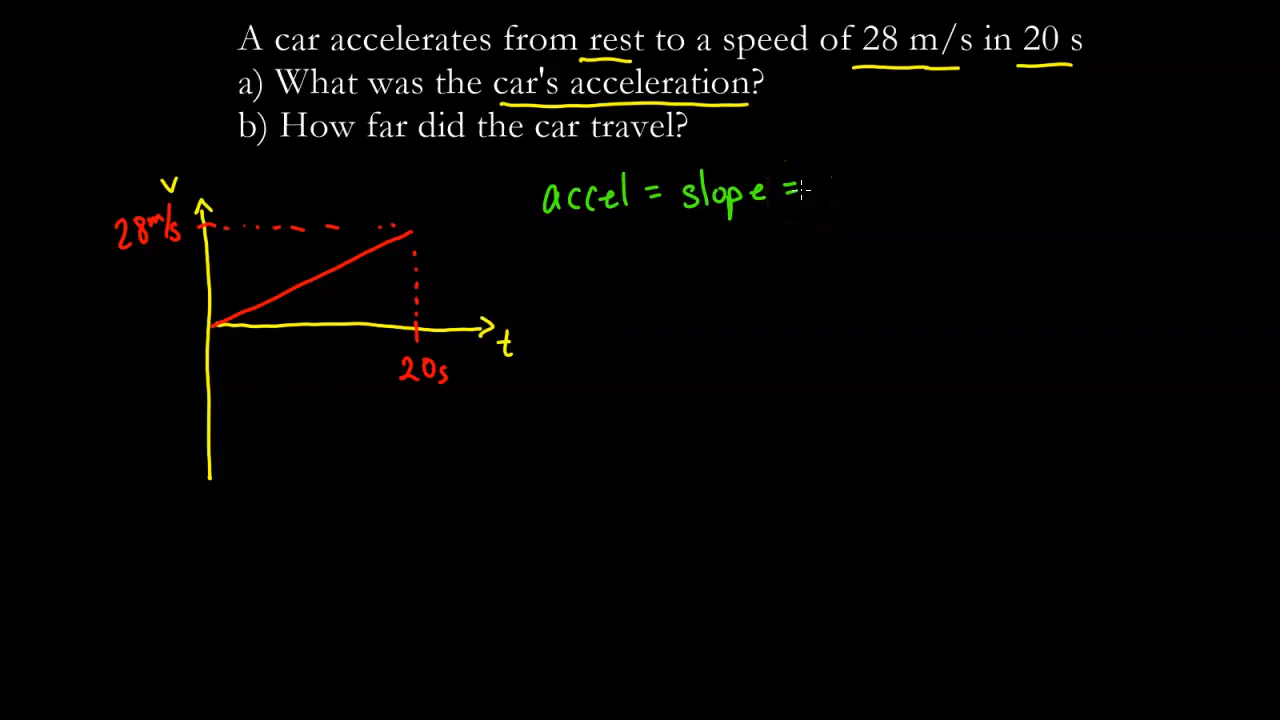 A car accelerates from rest to a speed of 28 m/s in 20 s
a) What was the car's acceleration?
b) How far did the car travel?
accel = slope =
v
28 m/s
t
20s